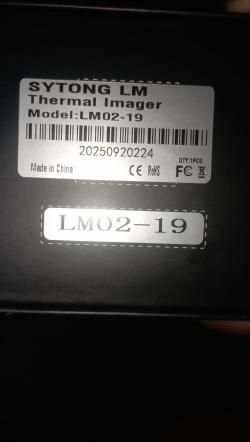 SYTONG LM
Thermal Imager
Model:LM02-19
20250920224
QTY:1PCS
Made in China CE RoHS FC
LM02-19